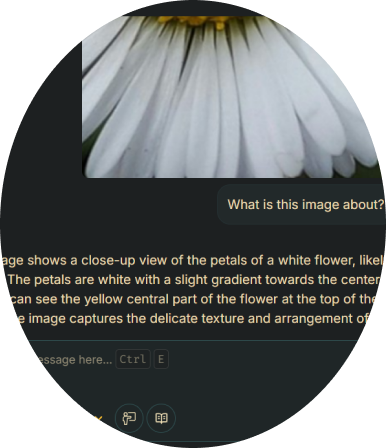 What is this image about?
age shows a close-up view of the petals of a white flower, likel
The petals are white with a slight gradient towards the center
can see the yellow central part of the flower at the top of the
e image captures the delicate texture and arrangement of
essage here... Ctrl E